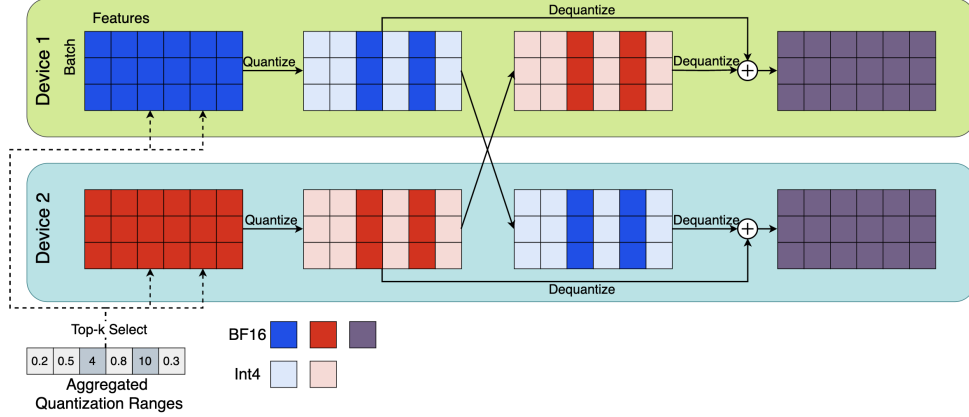 Device 1
Features
Batch
Quantize
Dequantize
Dequantize
Device 2
Quantize
Dequantize
Dequantize
Top-k Select
0.2 0.5 4 0.8 10 0.3
Aggregated
Quantization Ranges
BF16
Int4